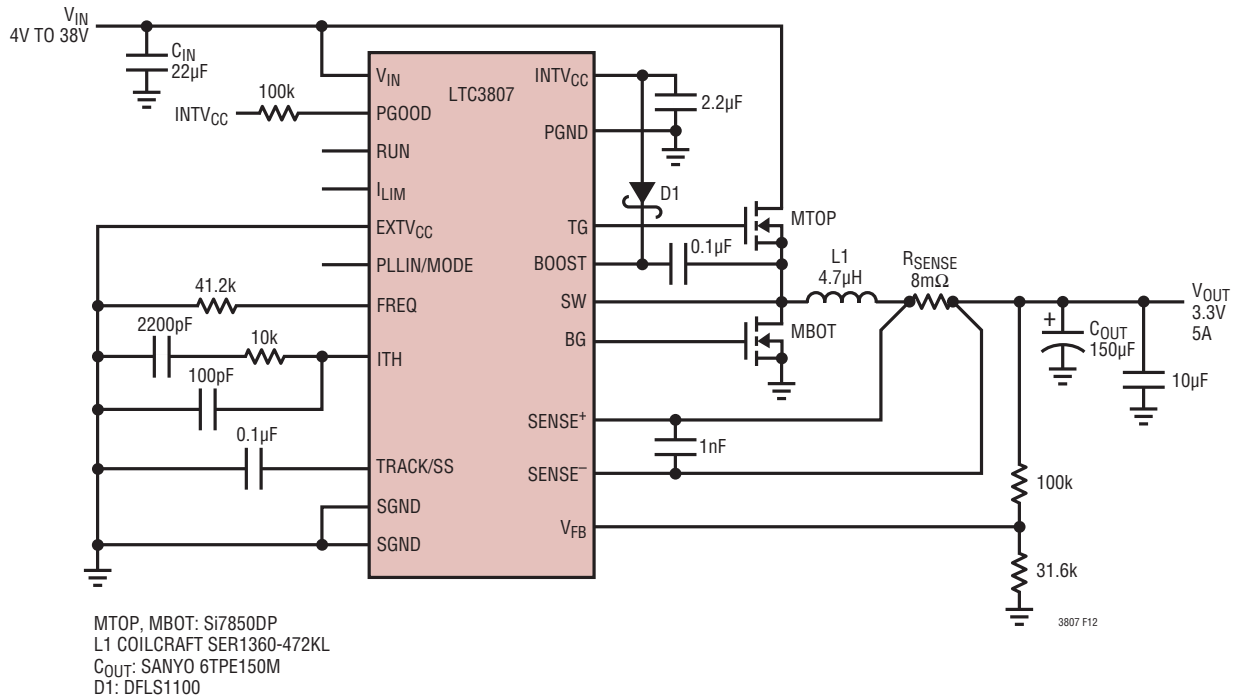 VIN
4V TO 38V
CIN
22µF
INTVCC
100k
41.2k
2200pF
10k
100pF
0.1µF
LTC3807
VIN
PGOOD
RUN
ILIM
EXTVCC
PLLIN/MODE
FREQ
ITH
TRACK/SS
SGND
SGND
INTVCC
PGND
TG
BOOST
SW
BG
SENSE+
SENSE–
VFB
2.2µF
D1
0.1µF
MTOP
MBOT
L1
4.7µH
RSENSE
8mΩ
1nF
+
COUT
150µF
10µF
VOUT
3.3V
5A
100k
31.6k
3807 F12
MTOP, MBOT: Si7850DP
L1 COILCRAFT SER1360-472KL
COUT: SANYO 6TPE150M
D1: DFLS1100